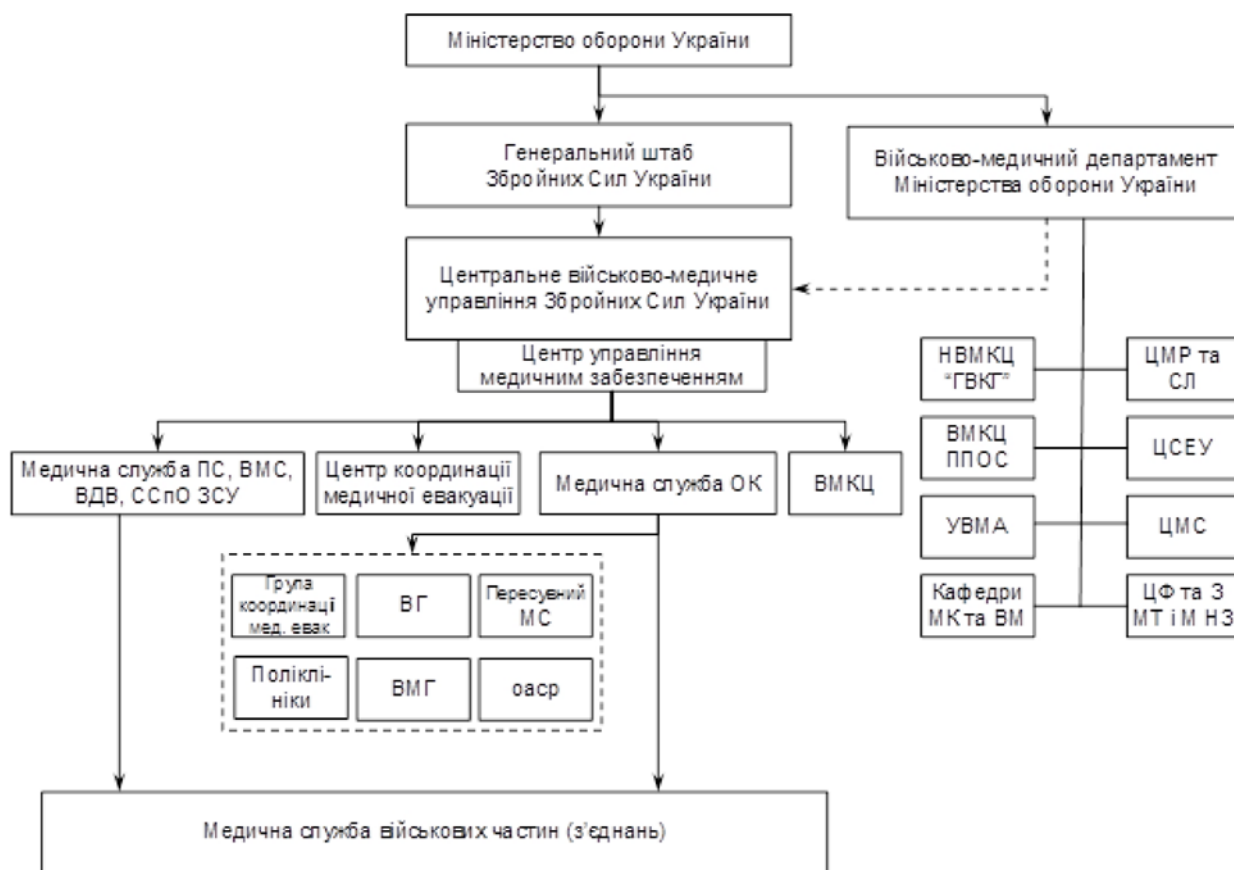 Міністерство оборони України
Генеральний штаб
Збройних Сил України
Військово-медичний департамент
Міністерства оборони України
Центральне військово-медичне
управління Збройних Сил України
Центр управління
медичним забезпеченням
НВМКЦ
“ГВКГ”
ЦМР та
СЛ
ВМКЦ
ППОС
ЦСЕУ
УВМА
ЦМС
Кафедри
МК та ВМ
ЦФ та З
МТ і М НЗ
Медична служба ПС, ВМС,
ВДВ, ССпО ЗСУ
Центр координації
медичної евакуації
Медична служба ОК
ВМКЦ
Група
координації
мед. евак
ВГ
Пересувний
МС
Поліклі-
ніки
ВМГ
оаср
Медична служба військових частин (з’єднань)